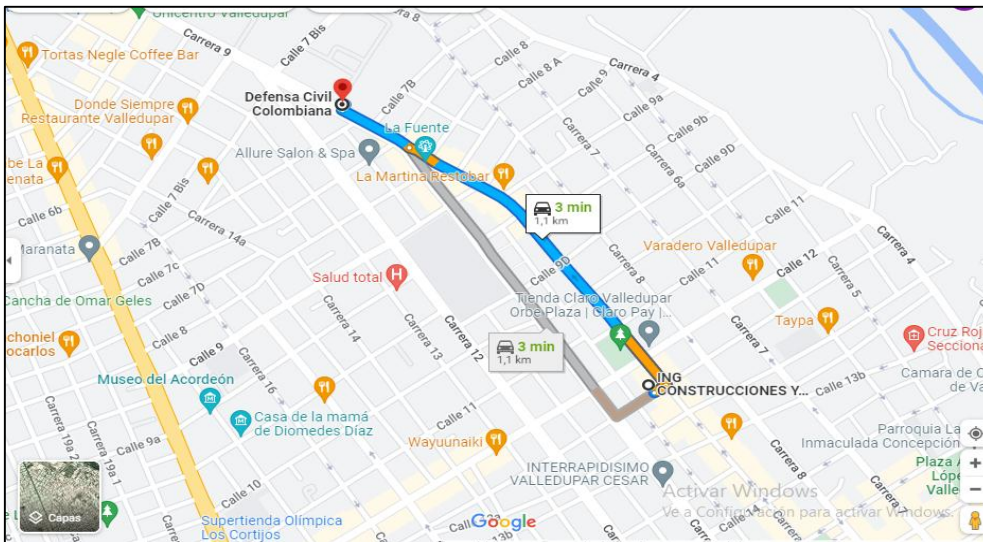 Unicentro Valledupar
Carrera 9
Calle 7 Bis
Tortas Negle Coffee Bar
Calle 8
Carrera 4
Calle 8 A
Calle 9
Defensa Civil
Colombiana
Calle 7B
Calle 9a
Donde Siempre
Restaurante Valledupar
La Fuente
Calle 9b
Allure Salon & Spa
Carrera 7
Calle 9D
La Martina Restobar
Carrera 6a
Calle 7 Bis
Calle 6b
3 min
1,1 km
Calle 11
Maranata
Calle 7B
Carrera 14a
Varadero Valledupar
Calle 7c
Calle 9D
Carrera 8
Calle 11
Calle 12
Carrera 4
Salud total
Calle 7D
Cancha de Omar Geles
Tienda Claro Valledupar
Orbe Plaza | Claro Pay |...
Carrera 5
Calle 8
Carrera 14
Carrera 13
Carrera 12
Taypa
Calle 9
3 min
1,1 km
Carrera 7
Museo del Acordeón
Carrera 16
ING
CONSTRUCCIONES Y...
Calle 13b
Casa de la mamá
de Diomedes Díaz
Calle 11
Carrera 19a 2
Carrera 19a 1
Calle 9a
Wayuunaiki
Parroquia La
Inmaculada Concepción
INTERRAPIDISIMO
VALLEDUPAR CESAR
Carrera 8
Calle 10
Activar Windows
Ve a Configuración para activar Windows.
Capas
Supertienda Olímpica
Los Cortijos
Google
Calle 14